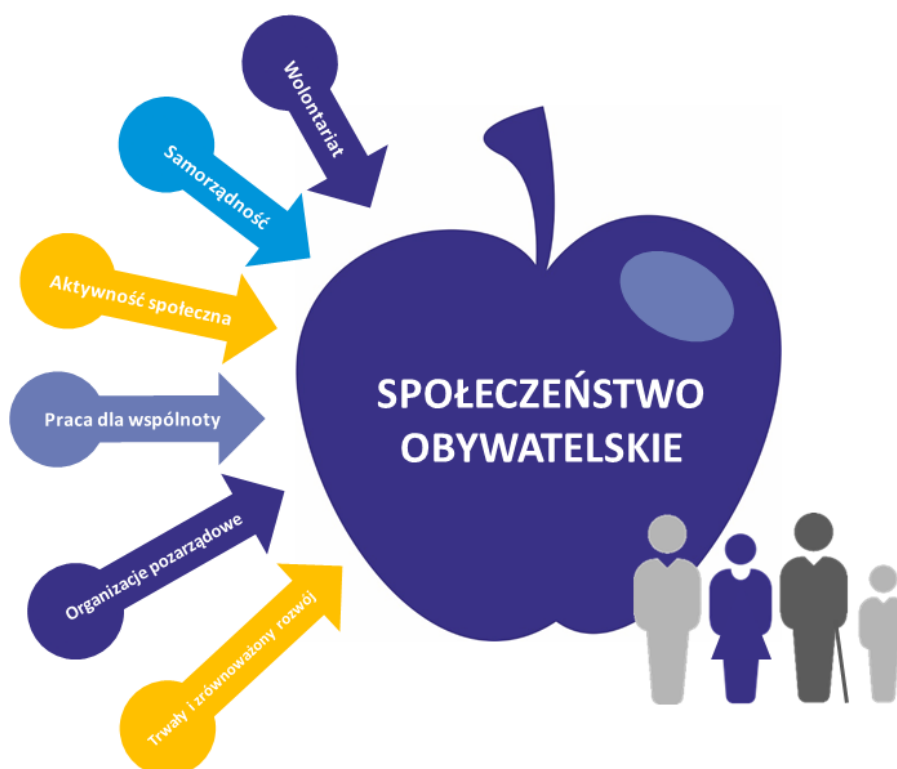 Wolontariat
Samorządność
Aktywność społeczna
Praca dla wspólnoty
Organizacje pozarządowe
Trwały i zrównoważony rozwój
SPOŁECZEŃSTWO
OBYWATELSKIE